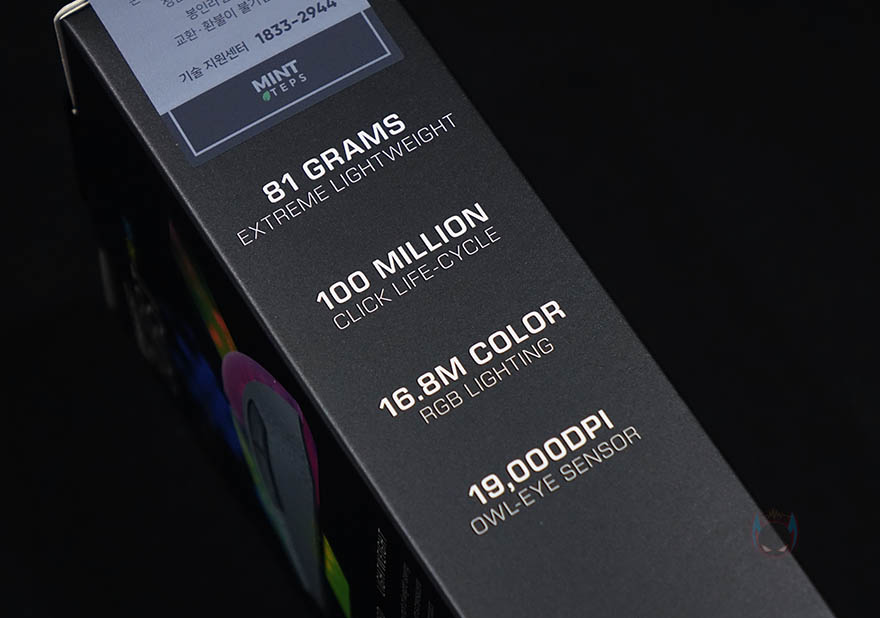 봉인라
교환·환불이 불가
기술 지원센터 1833-2944
MINT
TEPS
81 GRAMS
EXTREME LIGHTWEIGHT
100 MILLION
CLICK LIFE-CYCLE
16.8M COLOR
RGB LIGHTING
19,000DPI
OWL-EYE SENSOR